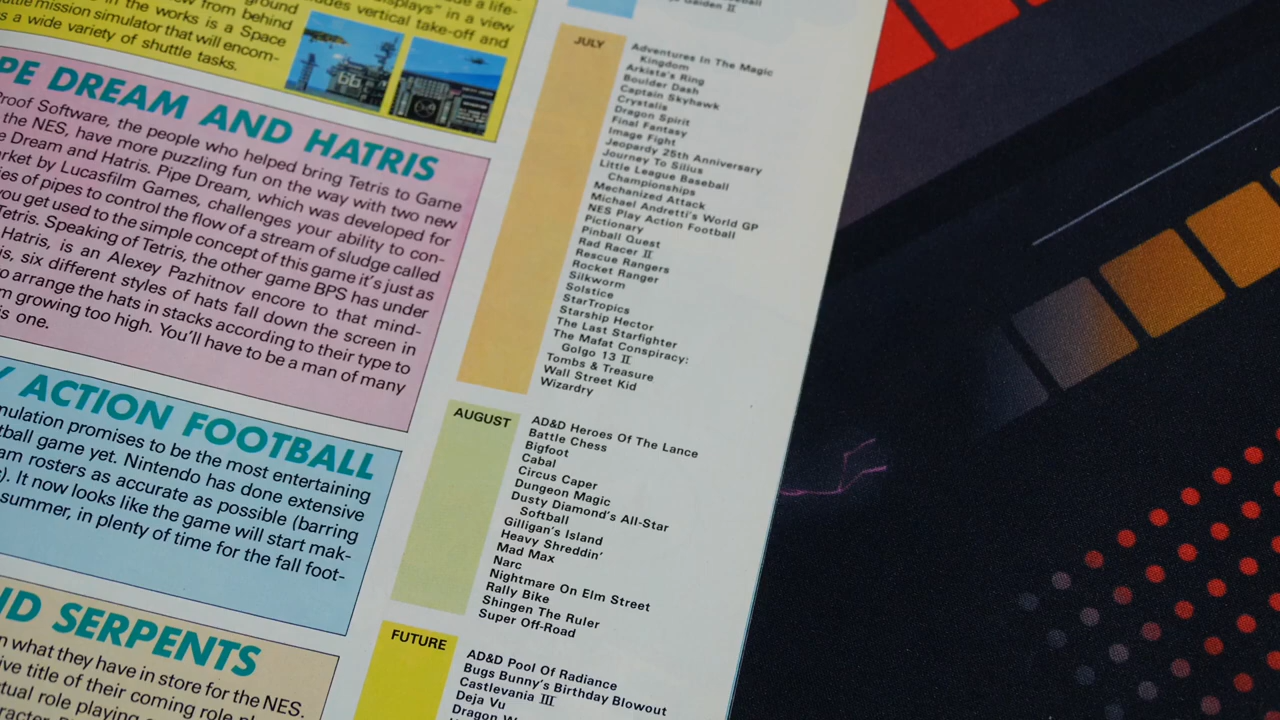 ground
in the works is a Space
mission simulator that will encom-
a wide variety of shuttle tasks.
displays" in a view
vertical take-off and
PE DREAM AND HATRIS
Proof Software, the people who helped bring Tetris to Game
the NES, have more puzzling fun on the way with two new
Dream and Hatris. Pipe Dream, which was developed for
by Lucasfilm Games, challenges your ability to con-
of pipes to control the flow of a stream of sludge called
you get used to the simple concept of this game it's just as
Tetris. Speaking of Tetris, the other game BPS has under
Hatris, is an Alexey Pazhitnov encore to that mind-
six different styles of hats fall down the screen in
arrange the hats in stacks according to their type to
growing too high. You'll have to be a man of many
is one.
ACTION FOOTBALL
promises to be the most entertaining
game yet. Nintendo has done extensive
rosters as accurate as possible (barring
It now looks like the game will start mak-
summer, in plenty of time for the fall foot-
SERPENTS
what they have in store for the NES.
title of their coming role
role playing
JULY
Adventures In The Magic
Kingdom
Arkista's Ring
Boulder Dash
Captain Skyhawk
Crystalis
Dragon Spirit
Final Fantasy
Image Fight
Jeopardy 25th Anniversary
Journey To Silius
Little League Baseball
Championships
Mechanized Attack
Michael Andretti's World GP
NES Play Action Football
Pictionary
Pinball Quest
Rad Racer II
Rescue Rangers
Rocket Ranger
Silkworm
Solstice
StarTropics
Starship Hector
The Last Starfighter
The Mafat Conspiracy:
Golgo 13 II
Tombs & Treasure
Wall Street Kid
Wizardry
AUGUST
AD&D Heroes Of The Lance
Battle Chess
Bigfoot
Cabal
Circus Caper
Dungeon Magic
Dusty Diamond's All-Star
Softball
Gilligan's Island
Heavy Shreddin'
Mad Max
Narc
Nightmare On Elm Street
Rally Bike
Shingen The Ruler
Super Off-Road
FUTURE
AD&D Pool Of Radiance
Bugs Bunny's Birthday Blowout
Castlevania III
Deja Vu
Dragon